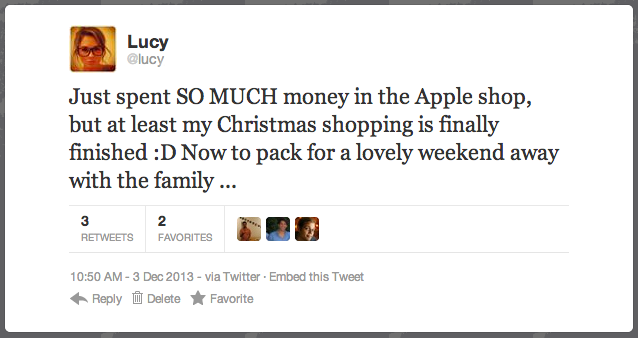 Lucy
@lucy
Just spent SO MUCH money in the Apple shop,
but at least my Christmas shopping is finally
finished :D Now to pack for a lovely weekend away
with the family ...
3 2
RETWEETS FAVORITES
10:50 AM - 3 Dec 2013 - via Twitter · Embed this Tweet
Reply Delete Favorite